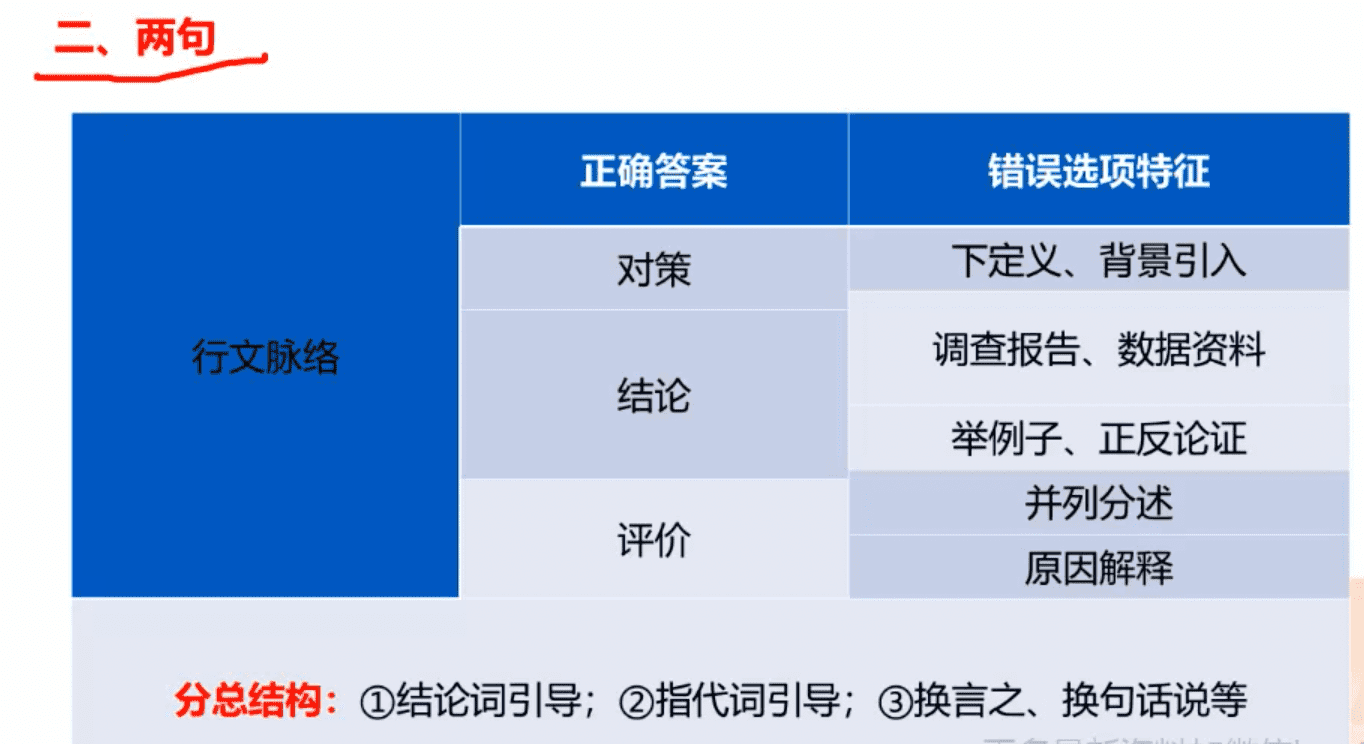 二、两句
正确答案
错误选项特征
行文脉络
对策
下定义、背景引入
结论
调查报告、数据资料
举例子、正反论证
评价
并列分述
原因解释
分总结构：①结论词引导；②指代词引导；③换言之、换句话说等